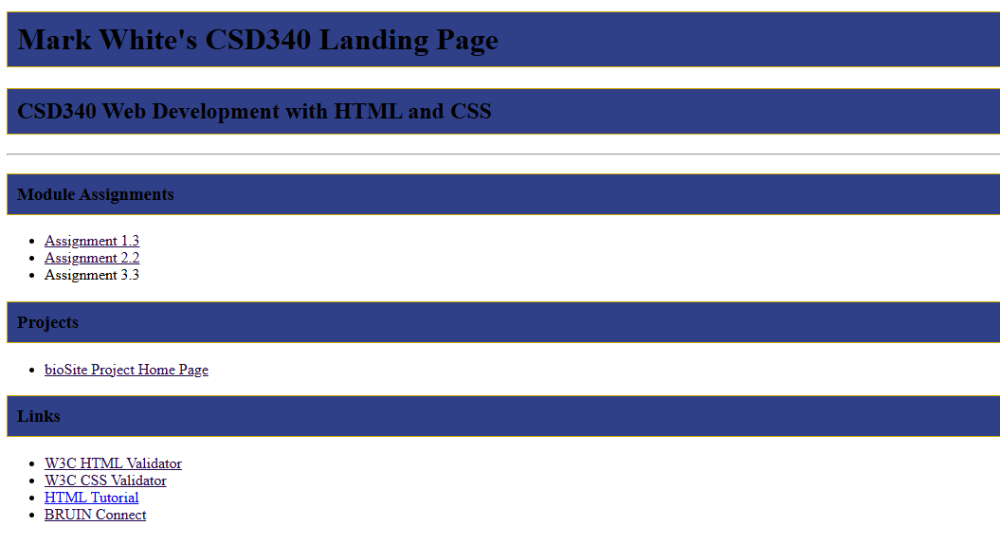 Mark White's CSD340 Landing Page
CSD340 Web Development with HTML and CSS
Module Assignments
Assignment 1.3
Assignment 2.2
Assignment 3.3
Projects
bioSite Project Home Page
Links
W3C HTML Validator
W3C CSS Validator
HTML Tutorial
BRUIN Connect